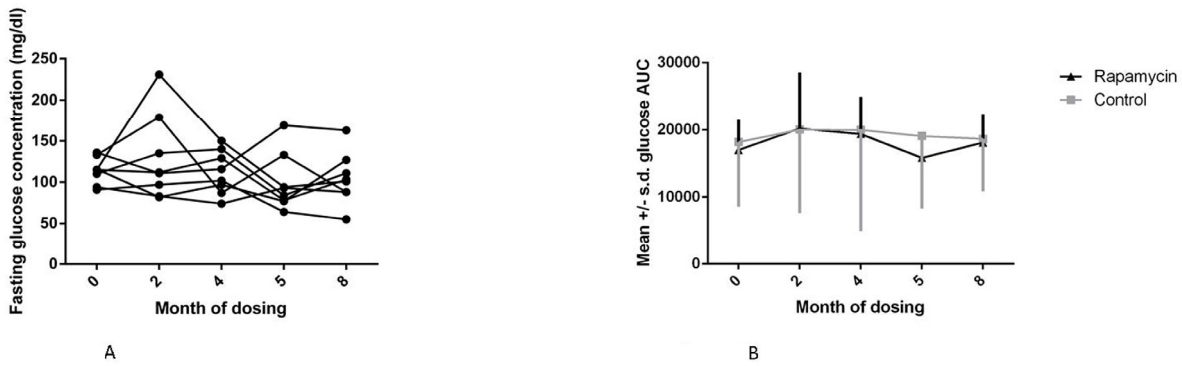 Fasting glucose concentration (mg/dl)
250
200
150
100
50
0
0 2 4 5 8
Month of dosing
A
Mean +/- s.d. glucose AUC
30000
20000
10000
0
0 2 4 5 8
Month of dosing
Rapamycin
Control
B